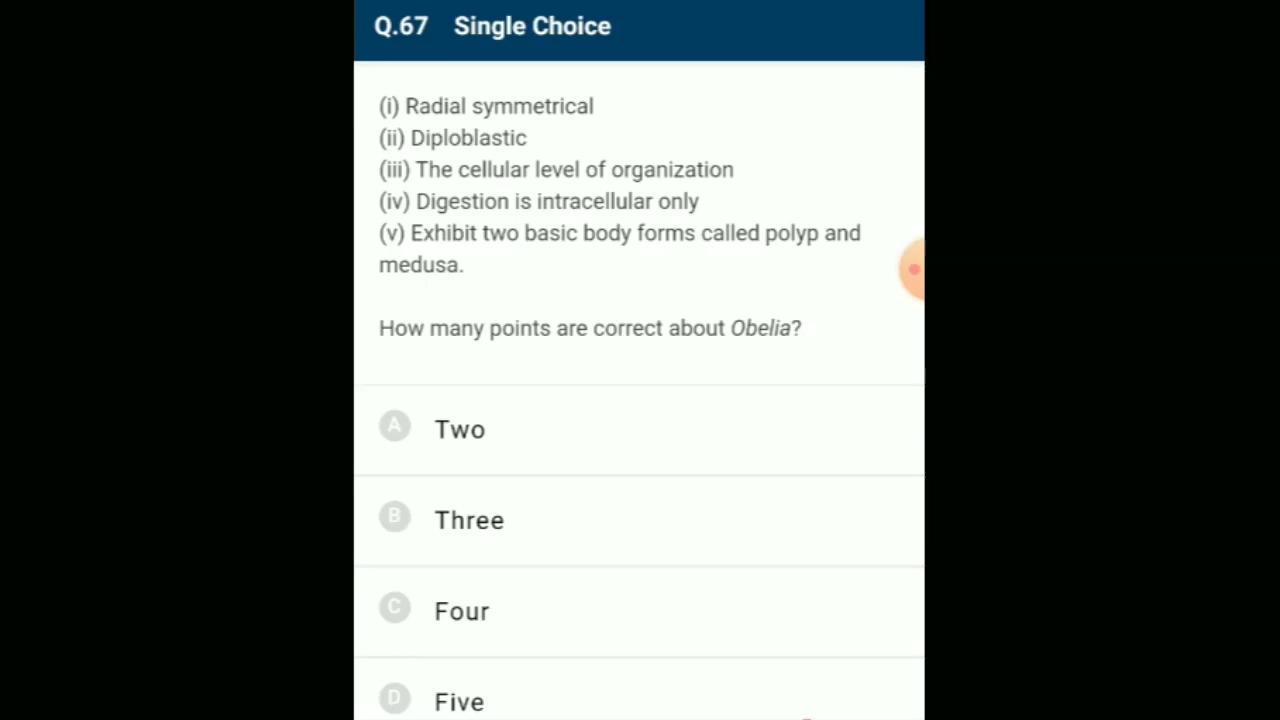 Q.67 Single Choice
(i) Radial symmetrical
(ii) Diploblastic
(iii) The cellular level of organization
(iv) Digestion is intracellular only
(v) Exhibit two basic body forms called polyp and
medusa.
How many points are correct about Obelia?
A Two
B Three
C Four
D Five